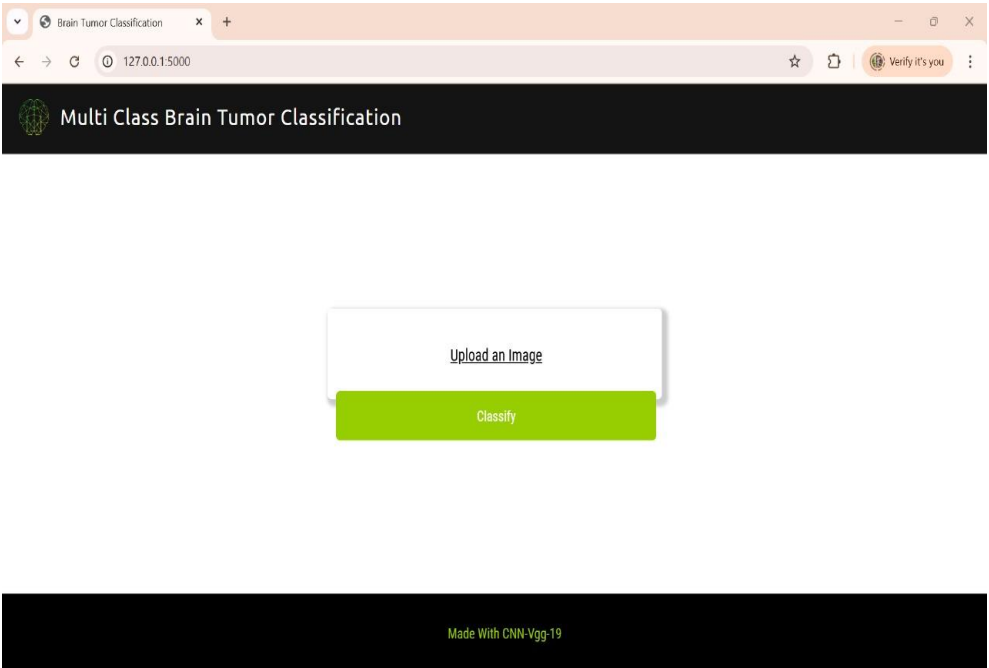 Brain Tumor Classification
127.0.0.1:5000
Verify it's you
Multi Class Brain Tumor Classification
Upload an Image
Classify
Made With CNN-Vgg-19